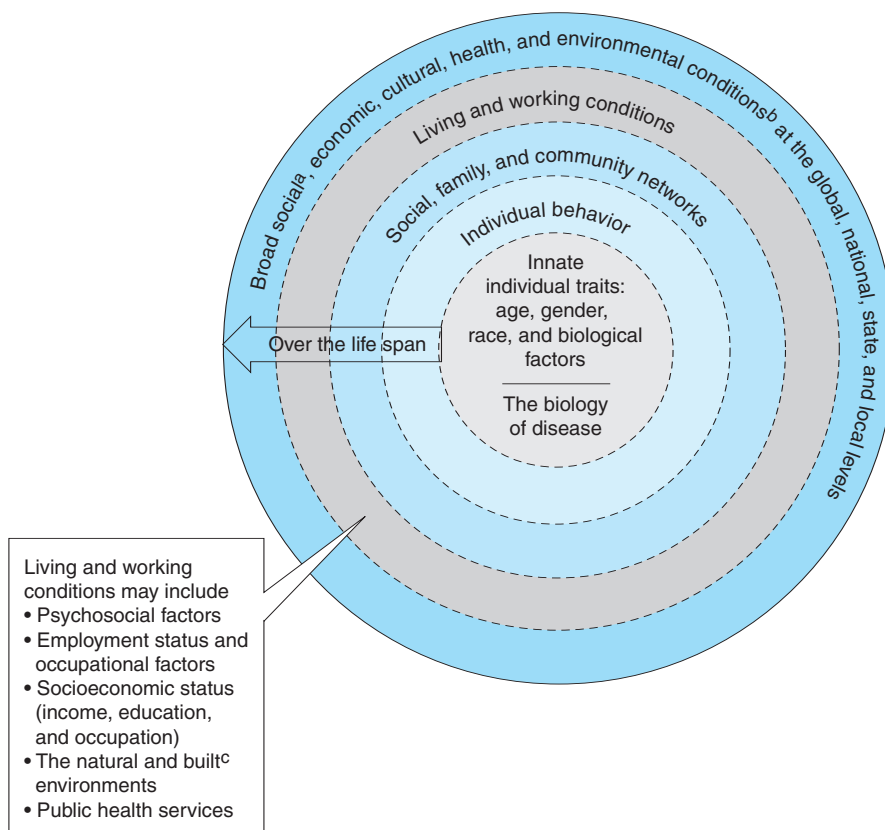 Broad socialᵃ, economic, cultural, health, and environmental conditionsᵇ at the global, national, state, and local levels
Living and working conditions
Social, family, and community networks
Individual behavior
Innate
individual traits:
age, gender,
race, and biological
factors
The biology
of disease
Over the life span
Living and working
conditions may include
• Psychosocial factors
• Employment status and
occupational factors
• Socioeconomic status
(income, education,
and occupation)
• The natural and builtᶜ
environments
• Public health services